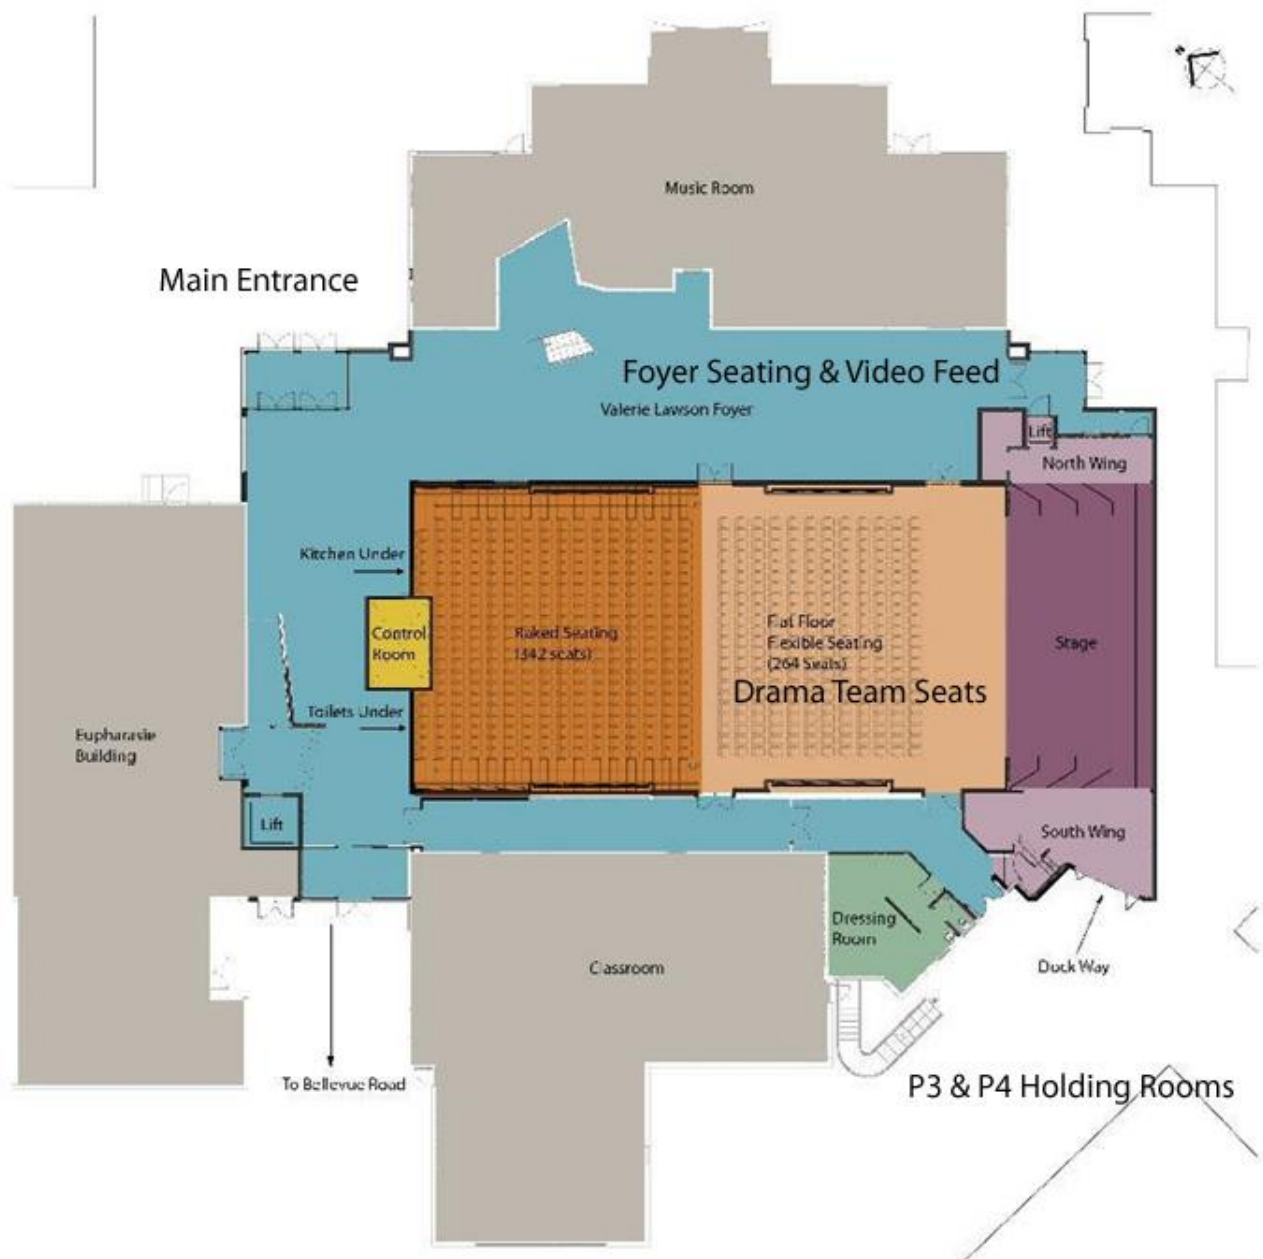 Music Room
Main Entrance
Foyer Seating & Video Feed
Valerie Lawson Foyer
Lift
North Wing
Kitchen Under
Control
Room
Raked Seating
(342 seats)
Flat Floor
Flexible Seating
(264 Seats)
Stage
Drama Team Seats
Toilets Under
Eupharasie
Building
Lift
South Wing
Dressing
Room
Classroom
Dock Way
To Bellevue Road
P3 & P4 Holding Rooms